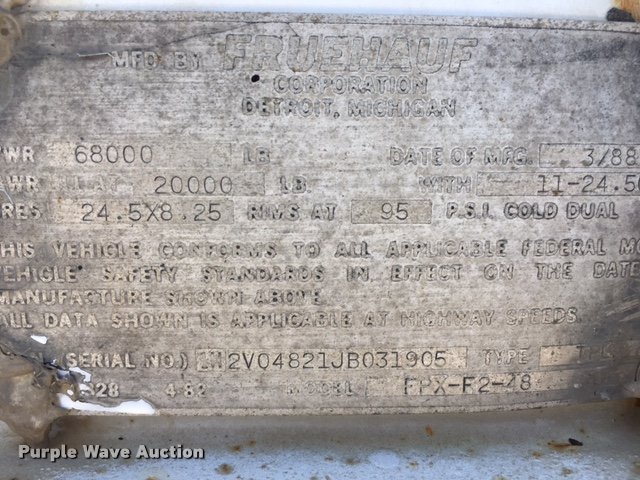 MFD. BY FRUEHAUF
CORPORATION
DETROIT, MICHIGAN
WR 68000 LB. DATE OF MFG. 3/88
WR 20000 LB. WITH 11-24.5
RES 24.5X8.25 RIMS AT 95 P.S.I. COLD DUAL
THIS VEHICLE CONFORMS TO ALL APPLICABLE FEDERAL MO
VEHICLE SAFETY STANDARDS IN EFFECT ON THE DATE
MANUFACTURE SHOWN ABOVE.
ALL DATA SHOWN IS APPLICABLE AT HIGHWAY SPEEDS.
(SERIAL NO.) 1H2V04821JB031905 TYPE
628 4-82 MODEL FPX-F2-48
Purple Wave Auction